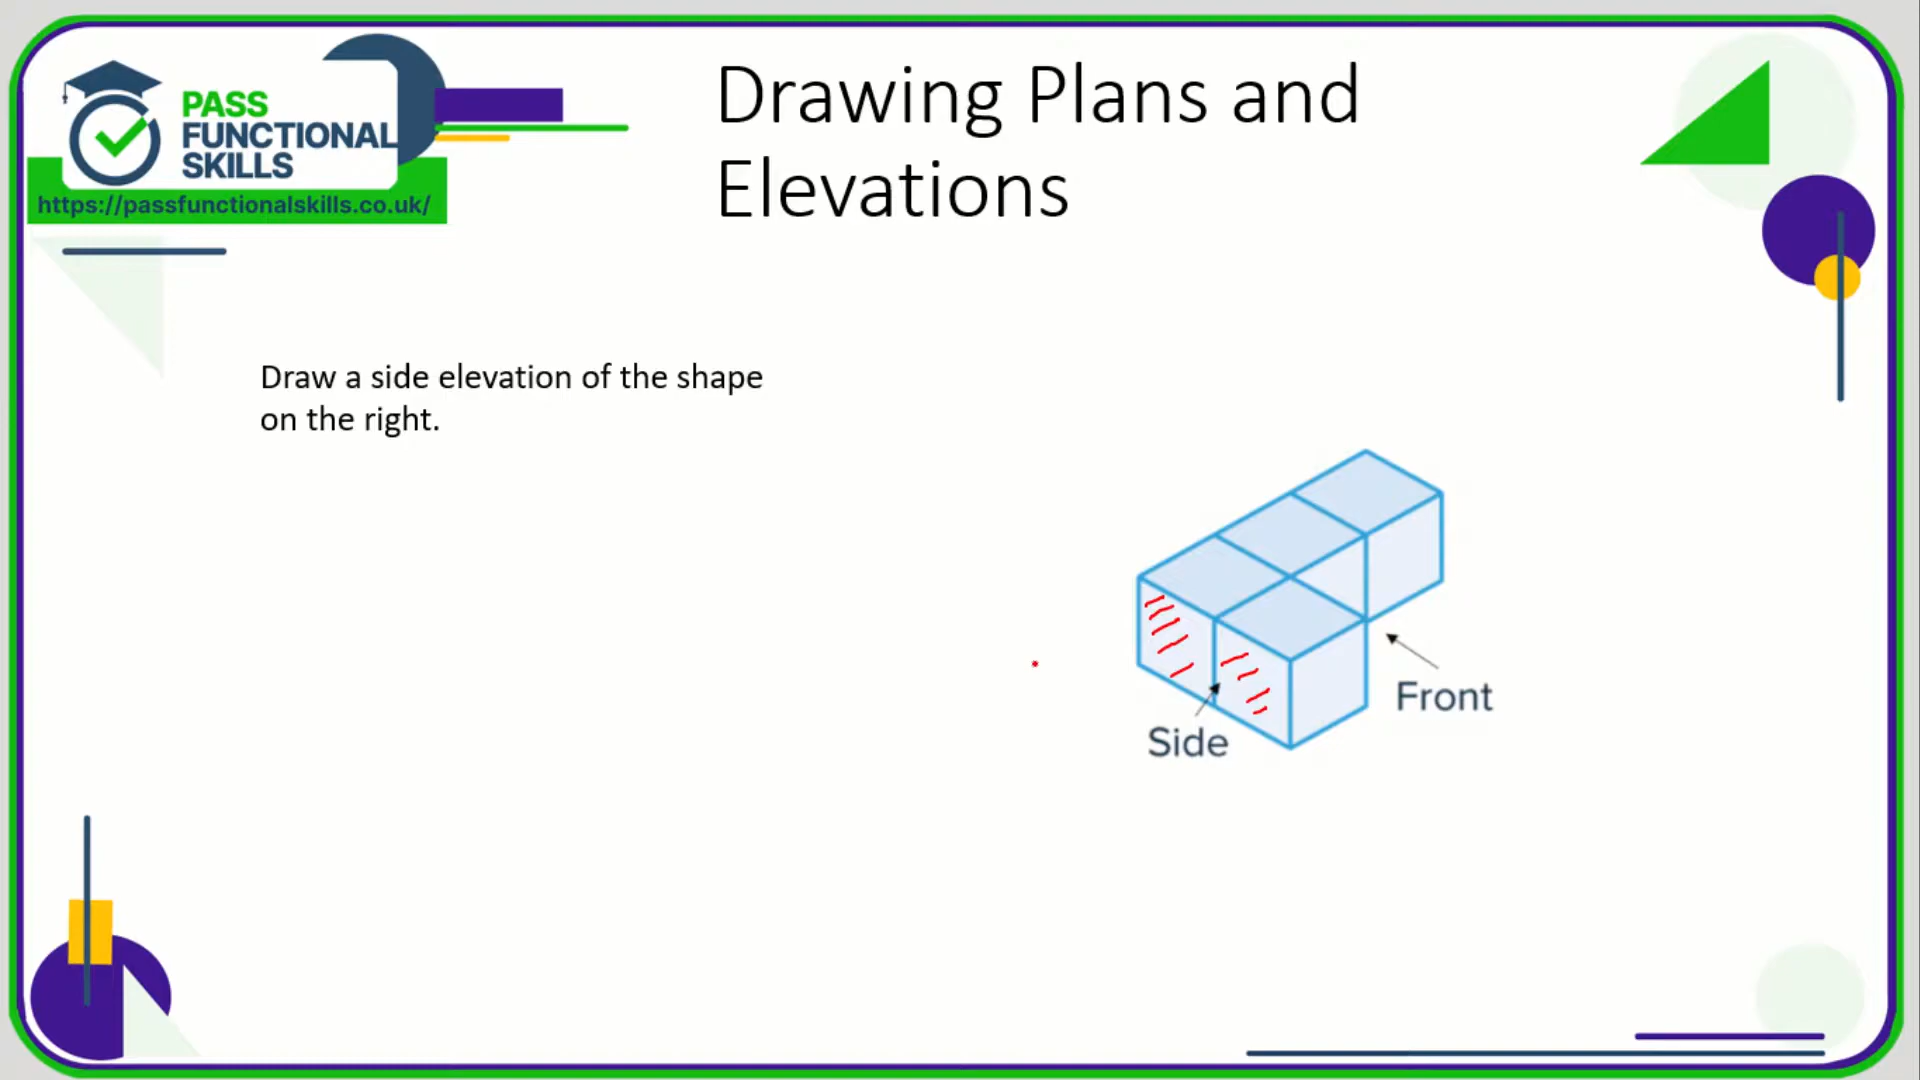 PASS
FUNCTIONAL
SKILLS
https://passfunctionalskills.co.uk/
Drawing Plans and
Elevations
Draw a side elevation of the shape
on the right.
Front
Side